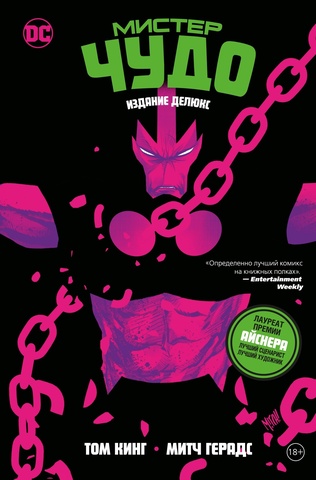 DC
МИСТЕР
ЧУДО
ИЗДАНИЕ ДЕЛЮКС
«Определенно лучший комикс
на книжных полках».
— Entertainment
Weekly
ЛАУРЕАТ
ПРЕМИИ
АЙСНЕРА
ЛУЧШИЙ СЦЕНАРИСТ
ЛУЧШИЙ ХУДОЖНИК
ТОМ КИНГ • МИТЧ ГЕРАДС
18+